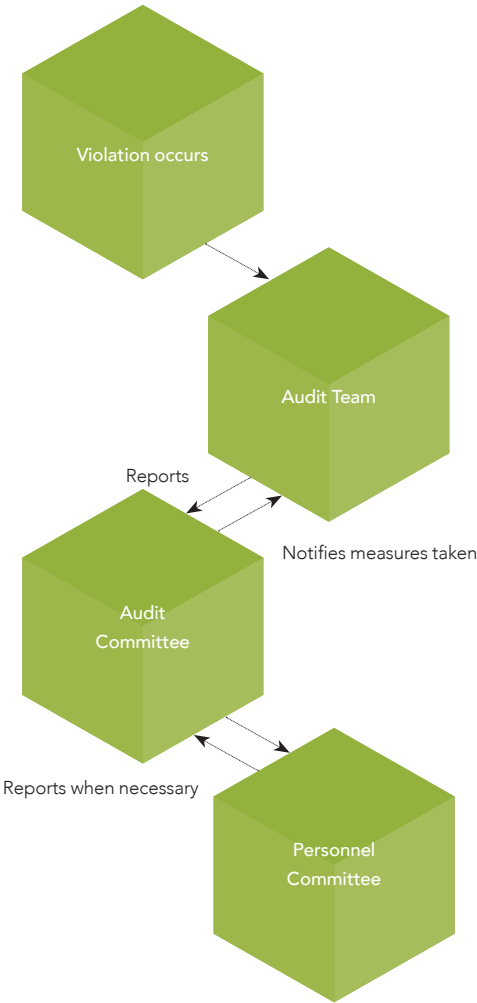 Violation occurs
Audit Team
Reports
Notifies measures taken
Audit
Committee
Reports when necessary
Personnel
Committee